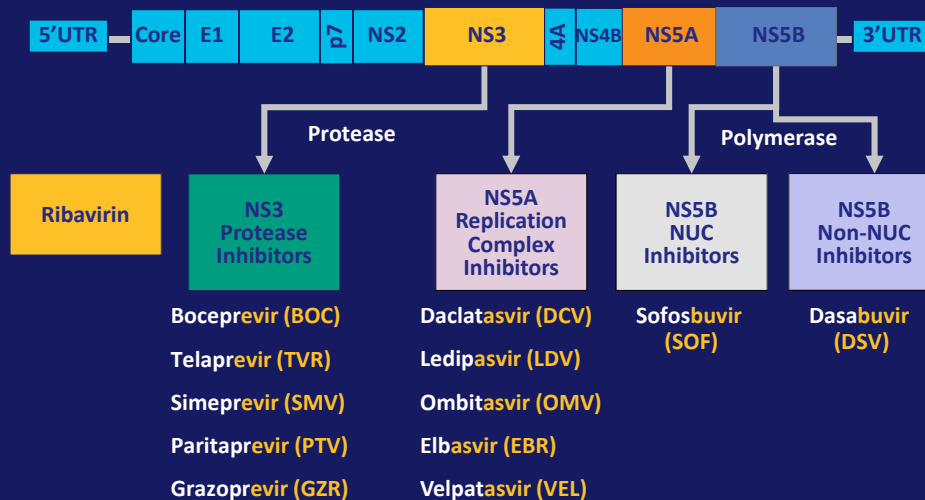 5’UTR Core E1 E2 p7 NS2 NS3 4A NS4B NS5A NS5B 3’UTR
Protease
Polymerase
Ribavirin
NS3
Protease
Inhibitors
NS5A
Replication
Complex
Inhibitors
NS5B
NUC
Inhibitors
NS5B
Non-NUC
Inhibitors
Boceprevir (BOC)
Telaprevir (TVR)
Simeprevir (SMV)
Paritaprevir (PTV)
Grazoprevir (GZR)
Daclatasvir (DCV)
Ledipasvir (LDV)
Ombitasvir (OMV)
Elbasvir (EBR)
Velpatasvir (VEL)
Sofosbuvir
(SOF)
Dasabuvir
(DSV)